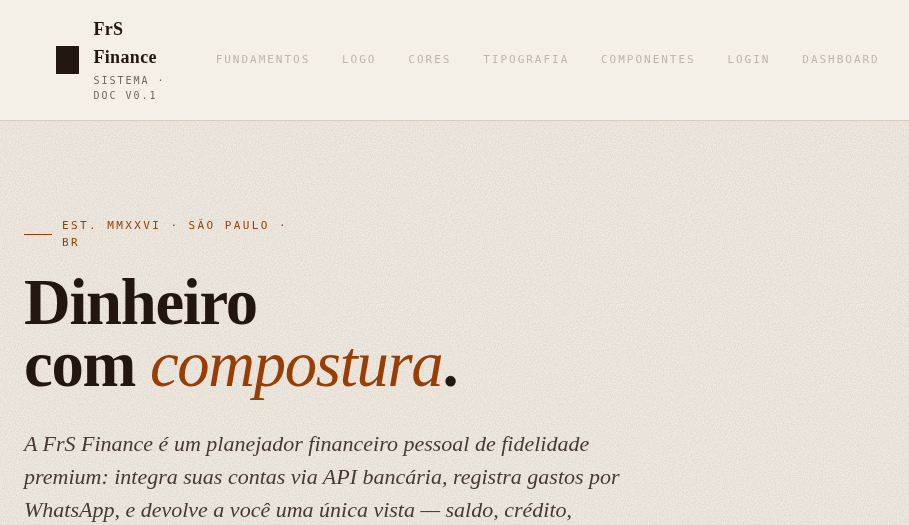 FrS
Finance
SISTEMA ·
DOC V0.1
FUNDAMENTOS LOGO CORES TIPOGRAFIA COMPONENTES LOGIN DASHBOARD
EST. MMXXVI · SÃO PAULO ·
BR
Dinheiro
com compostura.
A FrS Finance é um planejador financeiro pessoal de fidelidade
premium: integra suas contas via API bancária, registra gastos por
WhatsApp, e devolve a você uma única vista — saldo, crédito,